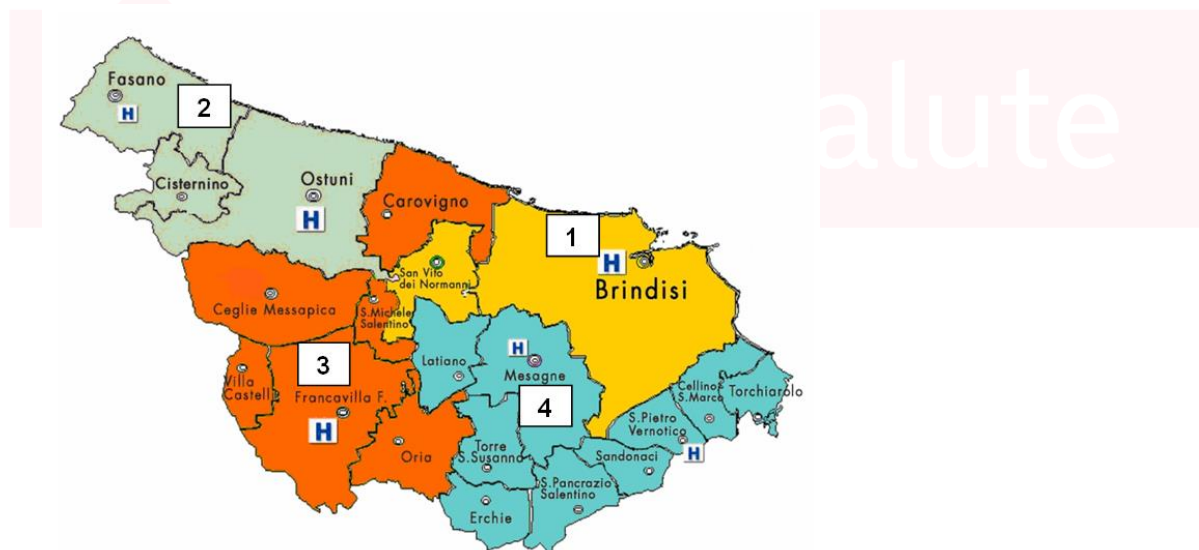 alute
Fasano
H
2
Cisternino
Ostuni
H
Carovigno
1
H
Brindisi
San Vito
dei Normanni
Ceglie Messapica
S.Michele
Salentino
3
Villa
Castelli
Francavilla F.
H
Oria
Latiano
H
Mesagne
4
Torre
S.Susanna
Erchie
S.Pancrazio
Salentino
Sandonaci
S.Pietro
Vernotico
H
Cellino
S.Marco
Torchiarolo